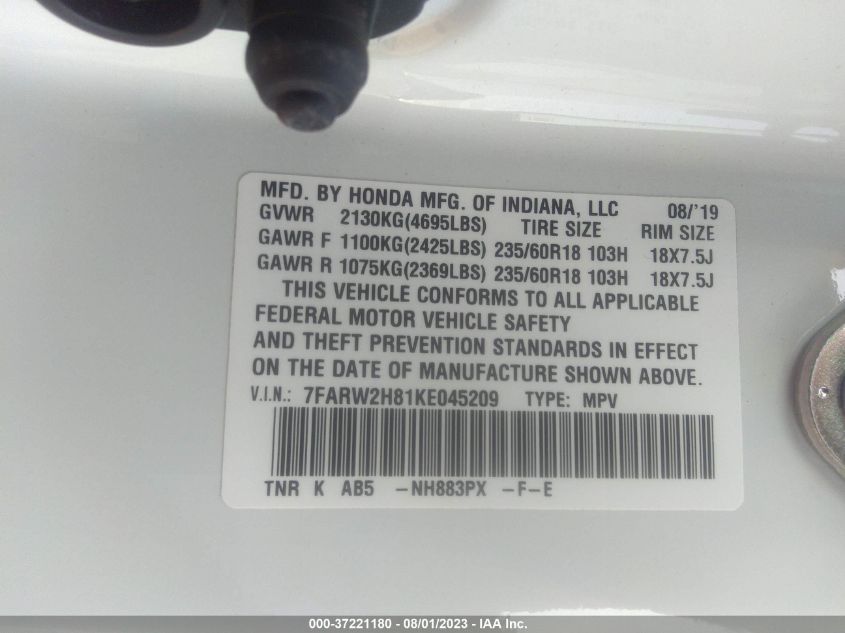 MFD. BY HONDA MFG. OF INDIANA, LLC 08/'19
GVWR 2130KG(4695LBS) TIRE SIZE RIM SIZE
GAWR F 1100KG(2425LBS) 235/60R18 103H 18X7.5J
GAWR R 1075KG(2369LBS) 235/60R18 103H 18X7.5J
THIS VEHICLE CONFORMS TO ALL APPLICABLE
FEDERAL MOTOR VEHICLE SAFETY
AND THEFT PREVENTION STANDARDS IN EFFECT
ON THE DATE OF MANUFACTURE SHOWN ABOVE.
V.I.N.: 7FARW2H81KE045209 TYPE: MPV
TNR K AB5 -NH883PX -F-E
000-37221180 - 08/01/2023 - IAA Inc.